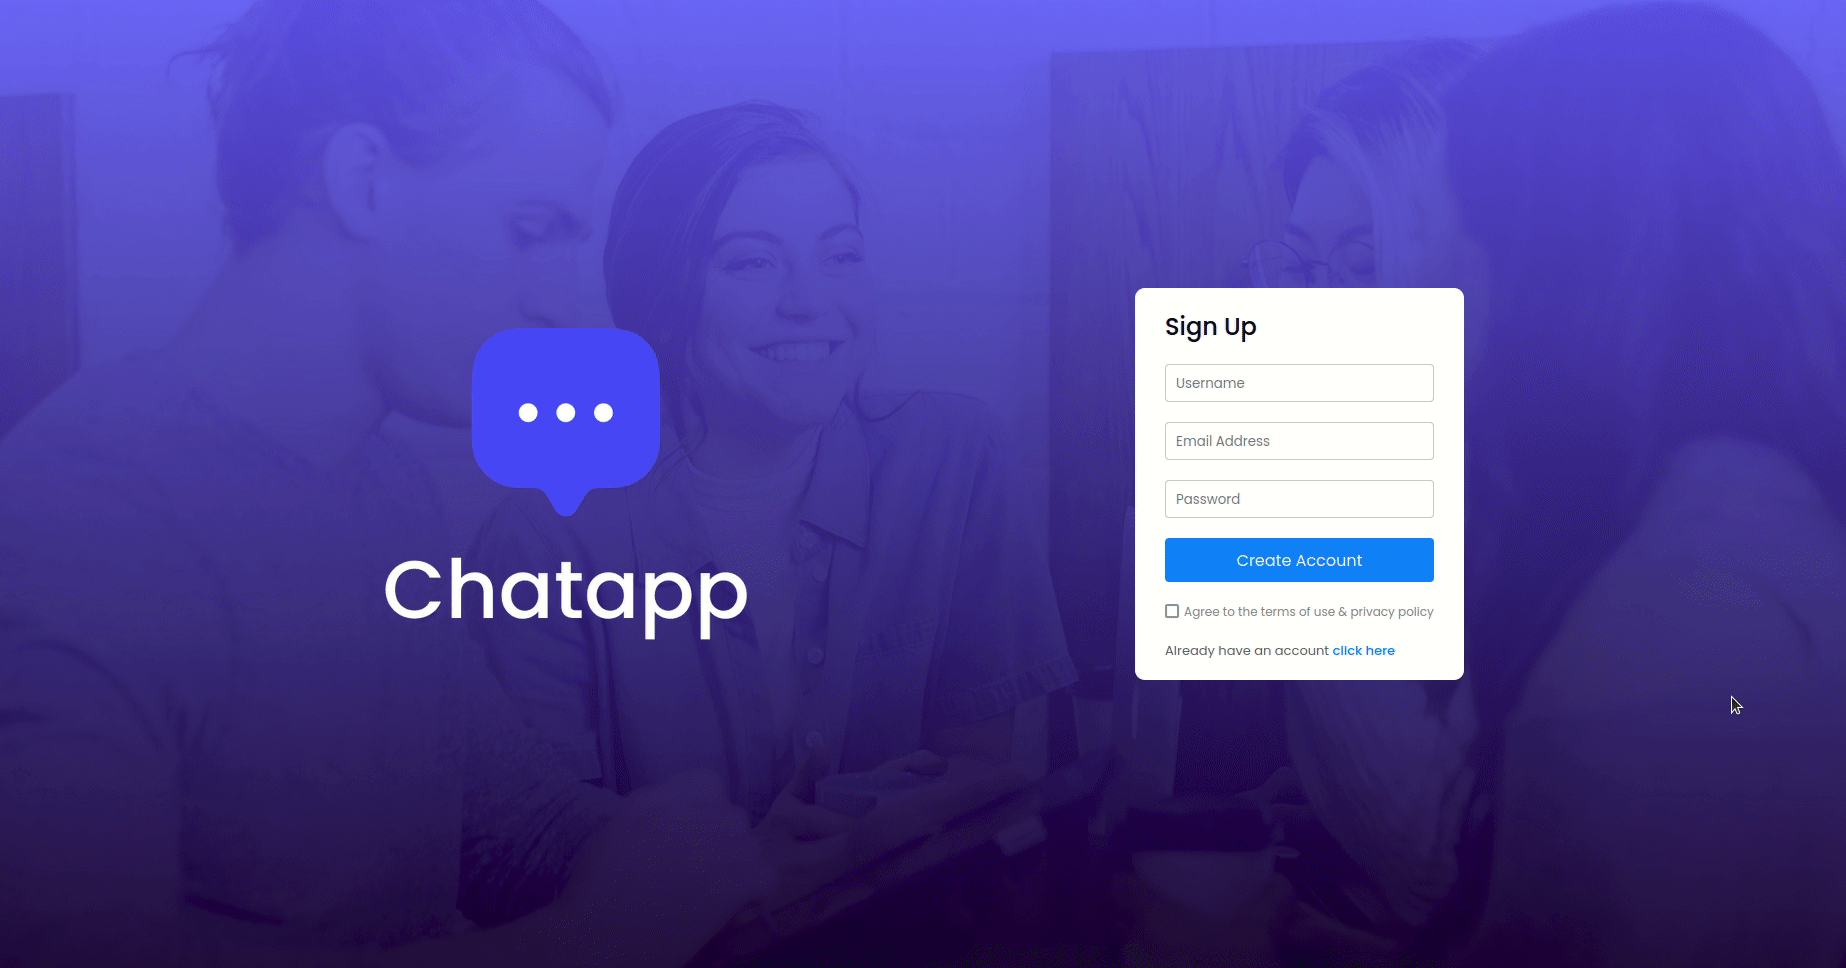 Chatapp
Sign Up
Username
Email Address
Password
Create Account
Agree to the terms of use & privacy policy
Already have an account click here